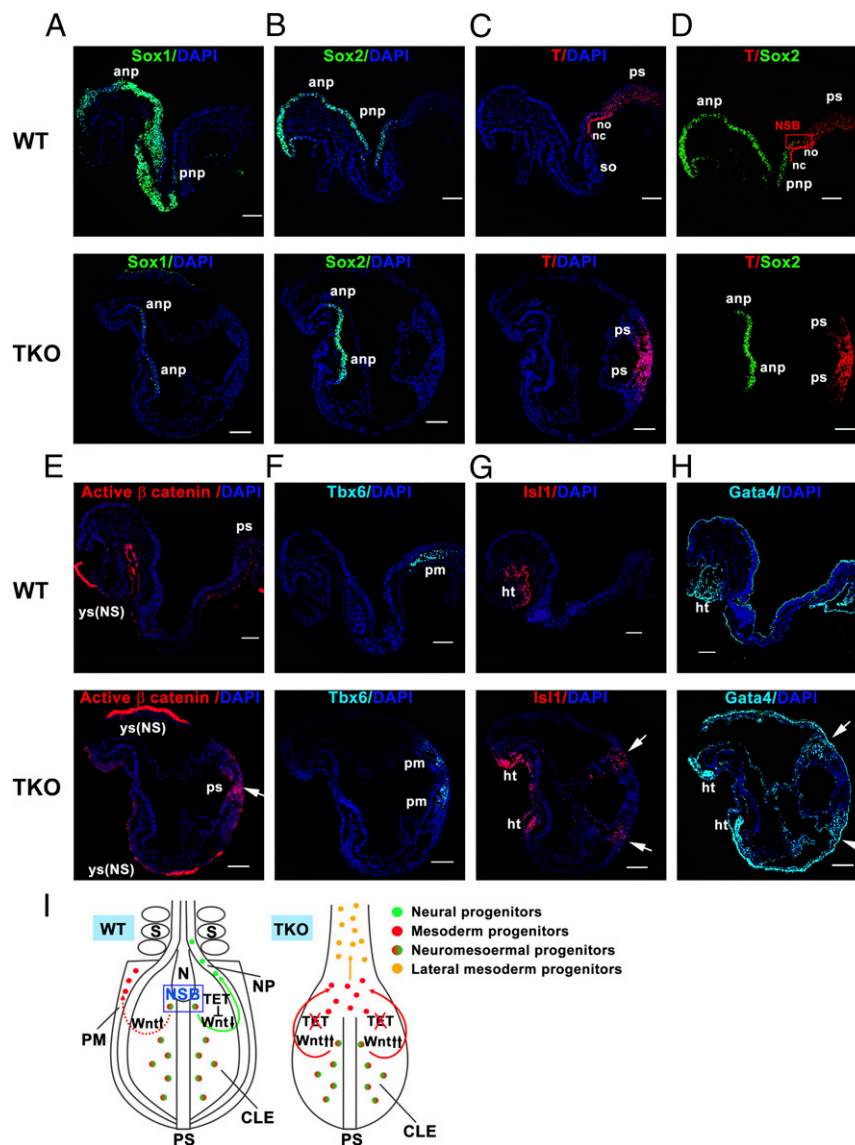 A
B
C
D
Sox1/DAPI
Sox2/DAPI
T/DAPI
T/Sox2
WT
anp
pnp
anp
pnp
ps
no
nc
so
anp
ps
NSB
no
nc
pnp
Sox1/DAPI
Sox2/DAPI
T/DAPI
T/Sox2
TKO
anp
anp
anp
anp
ps
ps
anp
anp
ps
ps
E
F
G
H
Active β catenin /DAPI
Tbx6/DAPI
Isl1/DAPI
Gata4/DAPI
WT
ps
ys(NS)
pm
ht
ht
Active β catenin /DAPI
Tbx6/DAPI
Isl1/DAPI
Gata4/DAPI
TKO
ys(NS)
ps
ys(NS)
pm
pm
ht
ht
ht
ht
I
WT
S
S
N
NP
NSB
TET
Wnt↑
Wnt↓
PM
CLE
PS
TKO
TET
TET
Wnt⇈
Wnt⇈
CLE
PS
Neural progenitors
Mesoderm progenitors
Neuromesoermal progenitors
Lateral mesoderm progenitors